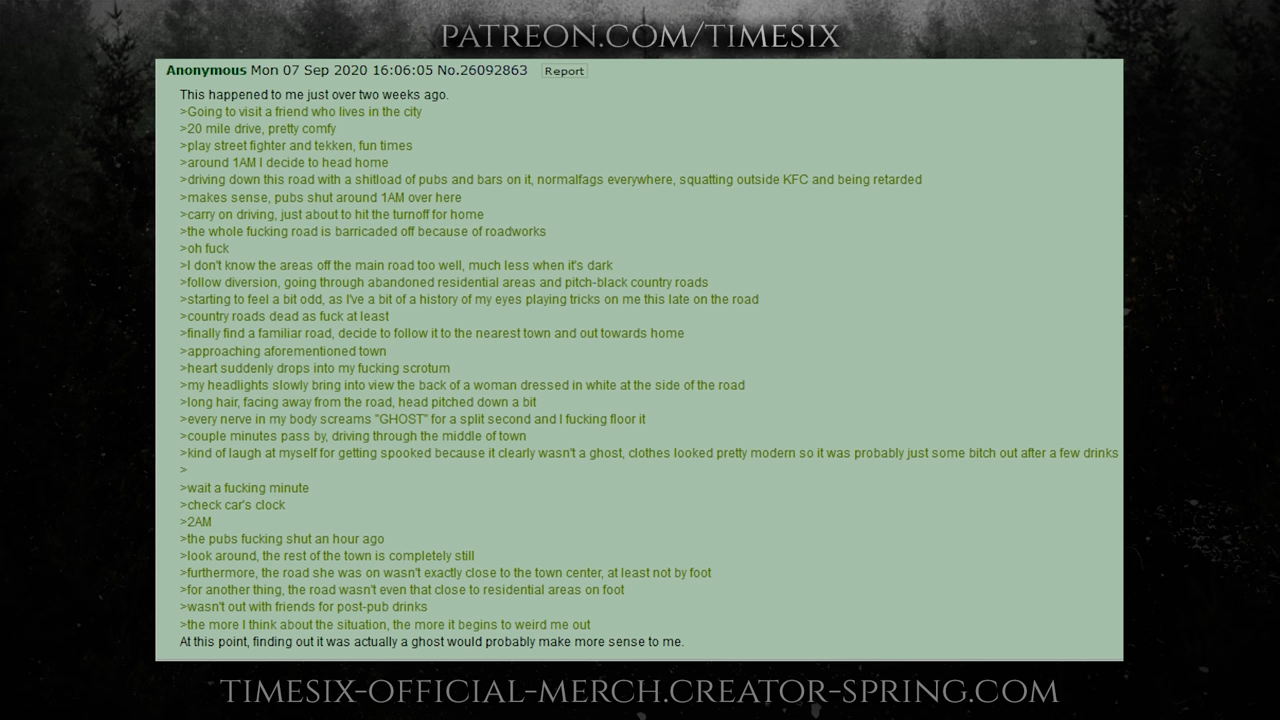 PATREON.COM/TIMESIX
Anonymous Mon 07 Sep 2020 16:06:05 No.26092863 Report
This happened to me just over two weeks ago.
>Going to visit a friend who lives in the city
>20 mile drive, pretty comfy
>play street fighter and tekken, fun times
>around 1AM I decide to head home
>driving down this road with a shitload of pubs and bars on it, normalfags everywhere, squatting outside KFC and being retarded
>makes sense, pubs shut around 1AM over here
>carry on driving, just about to hit the turnoff for home
>the whole fucking road is barricaded off because of roadworks
>oh fuck
>I don't know the areas off the main road too well, much less when it's dark
>follow diversion, going through abandoned residential areas and pitch-black country roads
>starting to feel a bit odd, as I've a bit of a history of my eyes playing tricks on me this late on the road
>country roads dead as fuck at least
>finally find a familiar road, decide to follow it to the nearest town and out towards home
>approaching aforementioned town
>heart suddenly drops into my fucking scrotum
>my headlights slowly bring into view the back of a woman dressed in white at the side of the road
>long hair, facing away from the road, head pitched down a bit
>every nerve in my body screams "GHOST" for a split second and I fucking floor it
>couple minutes pass by, driving through the middle of town
>kind of laugh at myself for getting spooked because it clearly wasn't a ghost, clothes looked pretty modern so it was probably just some bitch out after a few drinks
>
>wait a fucking minute
>check car's clock
>2AM
>the pubs fucking shut an hour ago
>look around, the rest of the town is completely still
>furthermore, the road she was on wasn't exactly close to the town center, at least not by foot
>for another thing, the road wasn't even that close to residential areas on foot
>wasn't out with friends for post-pub drinks
>the more I think about the situation, the more it begins to weird me out
At this point, finding out it was actually a ghost would probably make more sense to me.
TIMESIX-OFFICIAL-MERCH.CREATOR-SPRING.COM